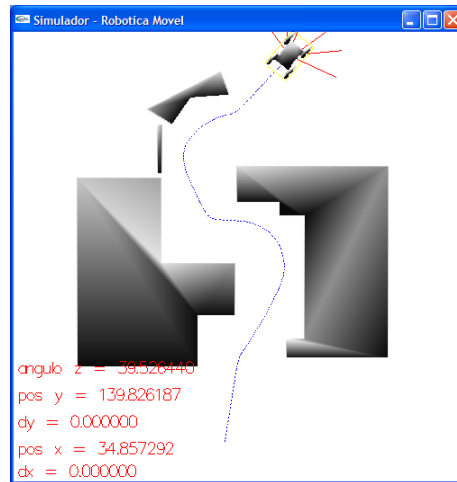 Simulador - Robotica Movel
angulo z = 39.526440
pos y = 139.826187
dy = 0.000000
pos x = 34.857292
dx = 0.000000